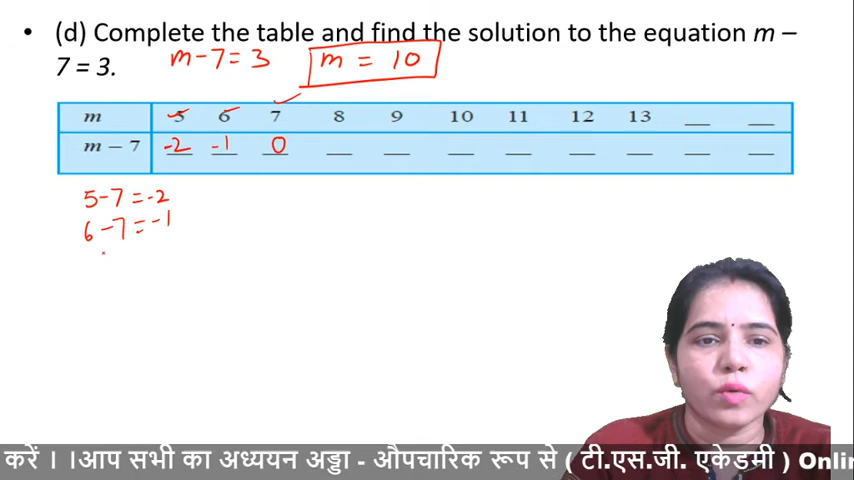 • (d) Complete the table and find the solution to the equation m –
7 = 3.
m - 7 = 3
m = 10
m 5 6 7 8 9 10 11 12 13 __ __
m – 7 -2 -1 0 __ __ __ __ __ __ __ __
5 - 7 = -2
6 - 7 = -1
करें । ।आप सभी का अध्ययन अड्डा - औपचारिक रूप से ( टी.एस.जी. एकेडमी ) Onlin